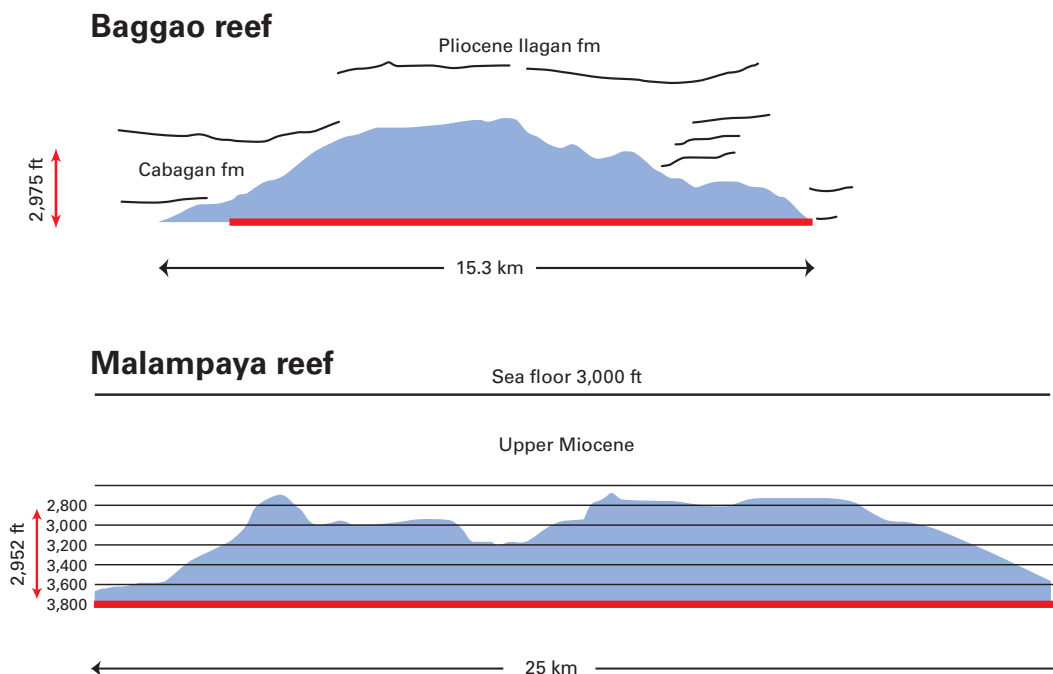 Baggao reef
Pliocene Ilagan fm
Cabagan fm
2,975 ft
15.3 km
Malampaya reef
Sea floor 3,000 ft
Upper Miocene
2,800
3,000
3,200
3,400
3,600
3,800
2,952 ft
25 km